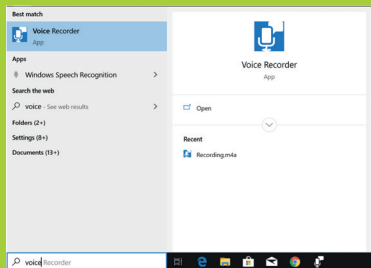 Best match
Voice Recorder
App
Apps
Windows Speech Recognition
Search the web
voice - See web results
Folders (2+)
Settings (8+)
Documents (13+)
voice Recorder
Voice Recorder
App
Open
Recent
Recording.m4a